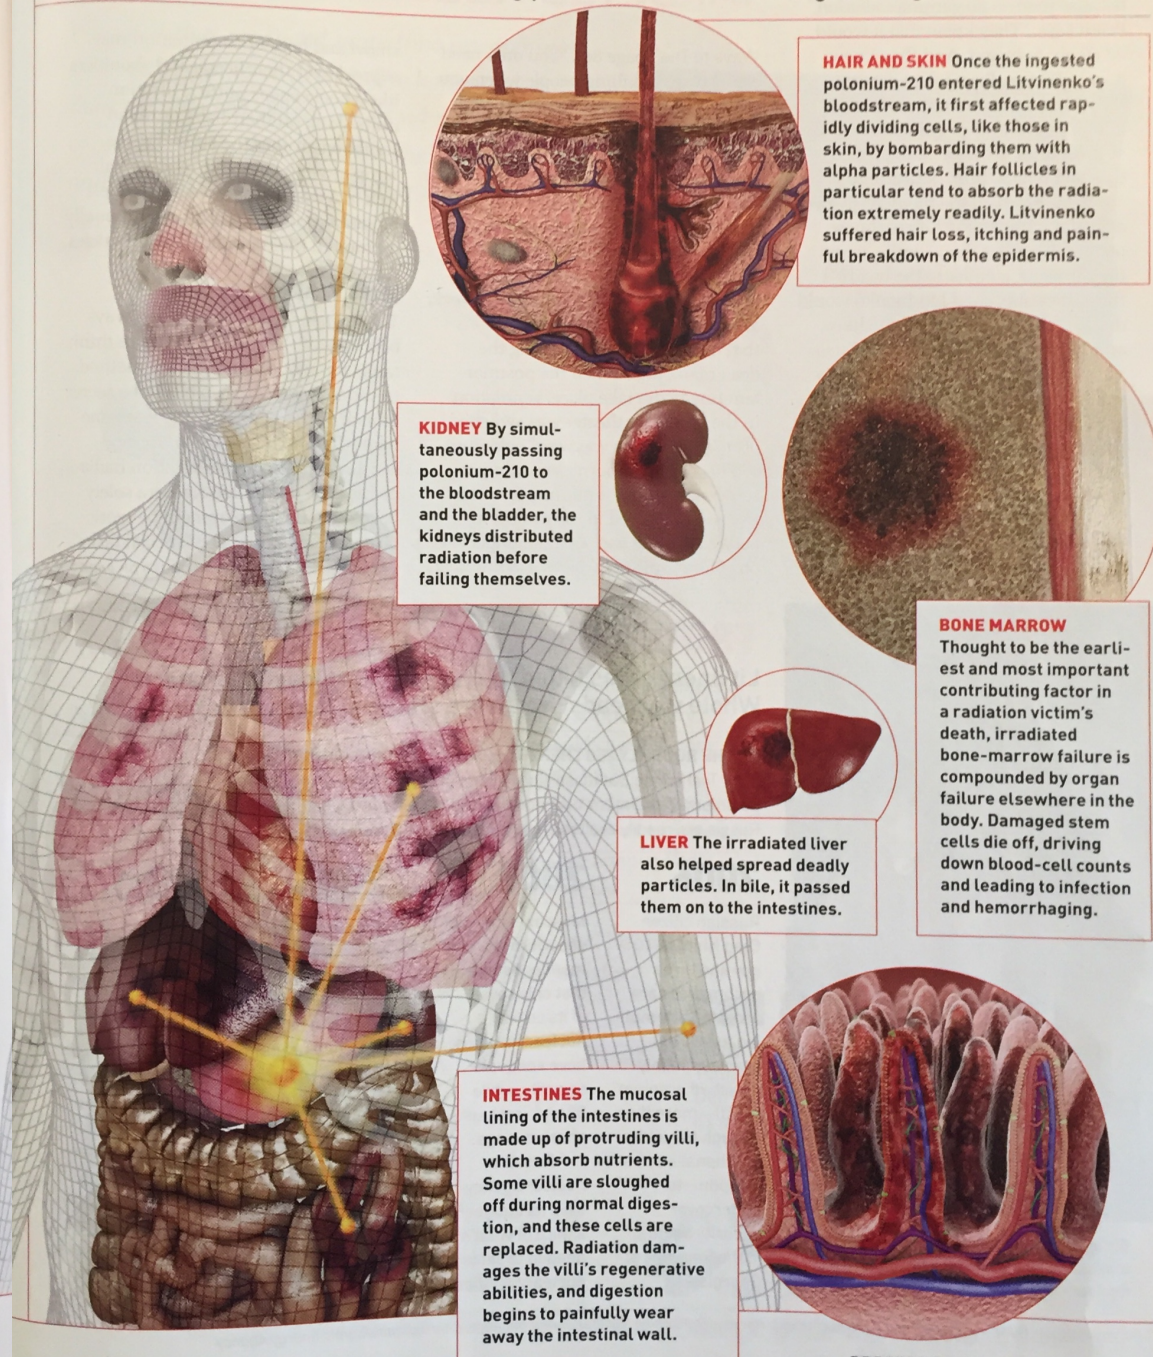 HAIR AND SKIN Once the ingested
polonium-210 entered Litvinenko's
bloodstream, it first affected rap-
idly dividing cells, like those in
skin, by bombarding them with
alpha particles. Hair follicles in
particular tend to absorb the radia-
tion extremely readily. Litvinenko
suffered hair loss, itching and pain-
ful breakdown of the epidermis.
KIDNEY By simul-
taneously passing
polonium-210 to
the bloodstream
and the bladder, the
kidneys distributed
radiation before
failing themselves.
BONE MARROW
Thought to be the earli-
est and most important
contributing factor in
a radiation victim's
death, irradiated
bone-marrow failure is
compounded by organ
failure elsewhere in the
body. Damaged stem
cells die off, driving
down blood-cell counts
and leading to infection
and hemorrhaging.
LIVER The irradiated liver
also helped spread deadly
particles. In bile, it passed
them on to the intestines.
INTESTINES The mucosal
lining of the intestines is
made up of protruding villi,
which absorb nutrients.
Some villi are sloughed
off during normal diges-
tion, and these cells are
replaced. Radiation dam-
ages the villi's regenerative
abilities, and digestion
begins to painfully wear
away the intestinal wall.